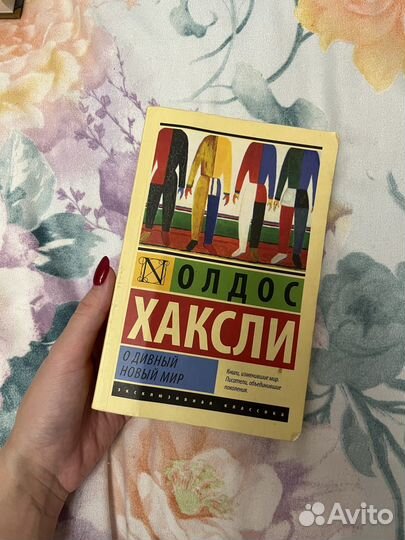 N ОЛДОС
ХАКСЛИ
О ДИВНЫЙ
НОВЫЙ МИР
Книги, изменившие мир.
Писатели, объединившие
поколения.
ЭКСКЛЮЗИВНАЯ КЛАССИКА
Avito